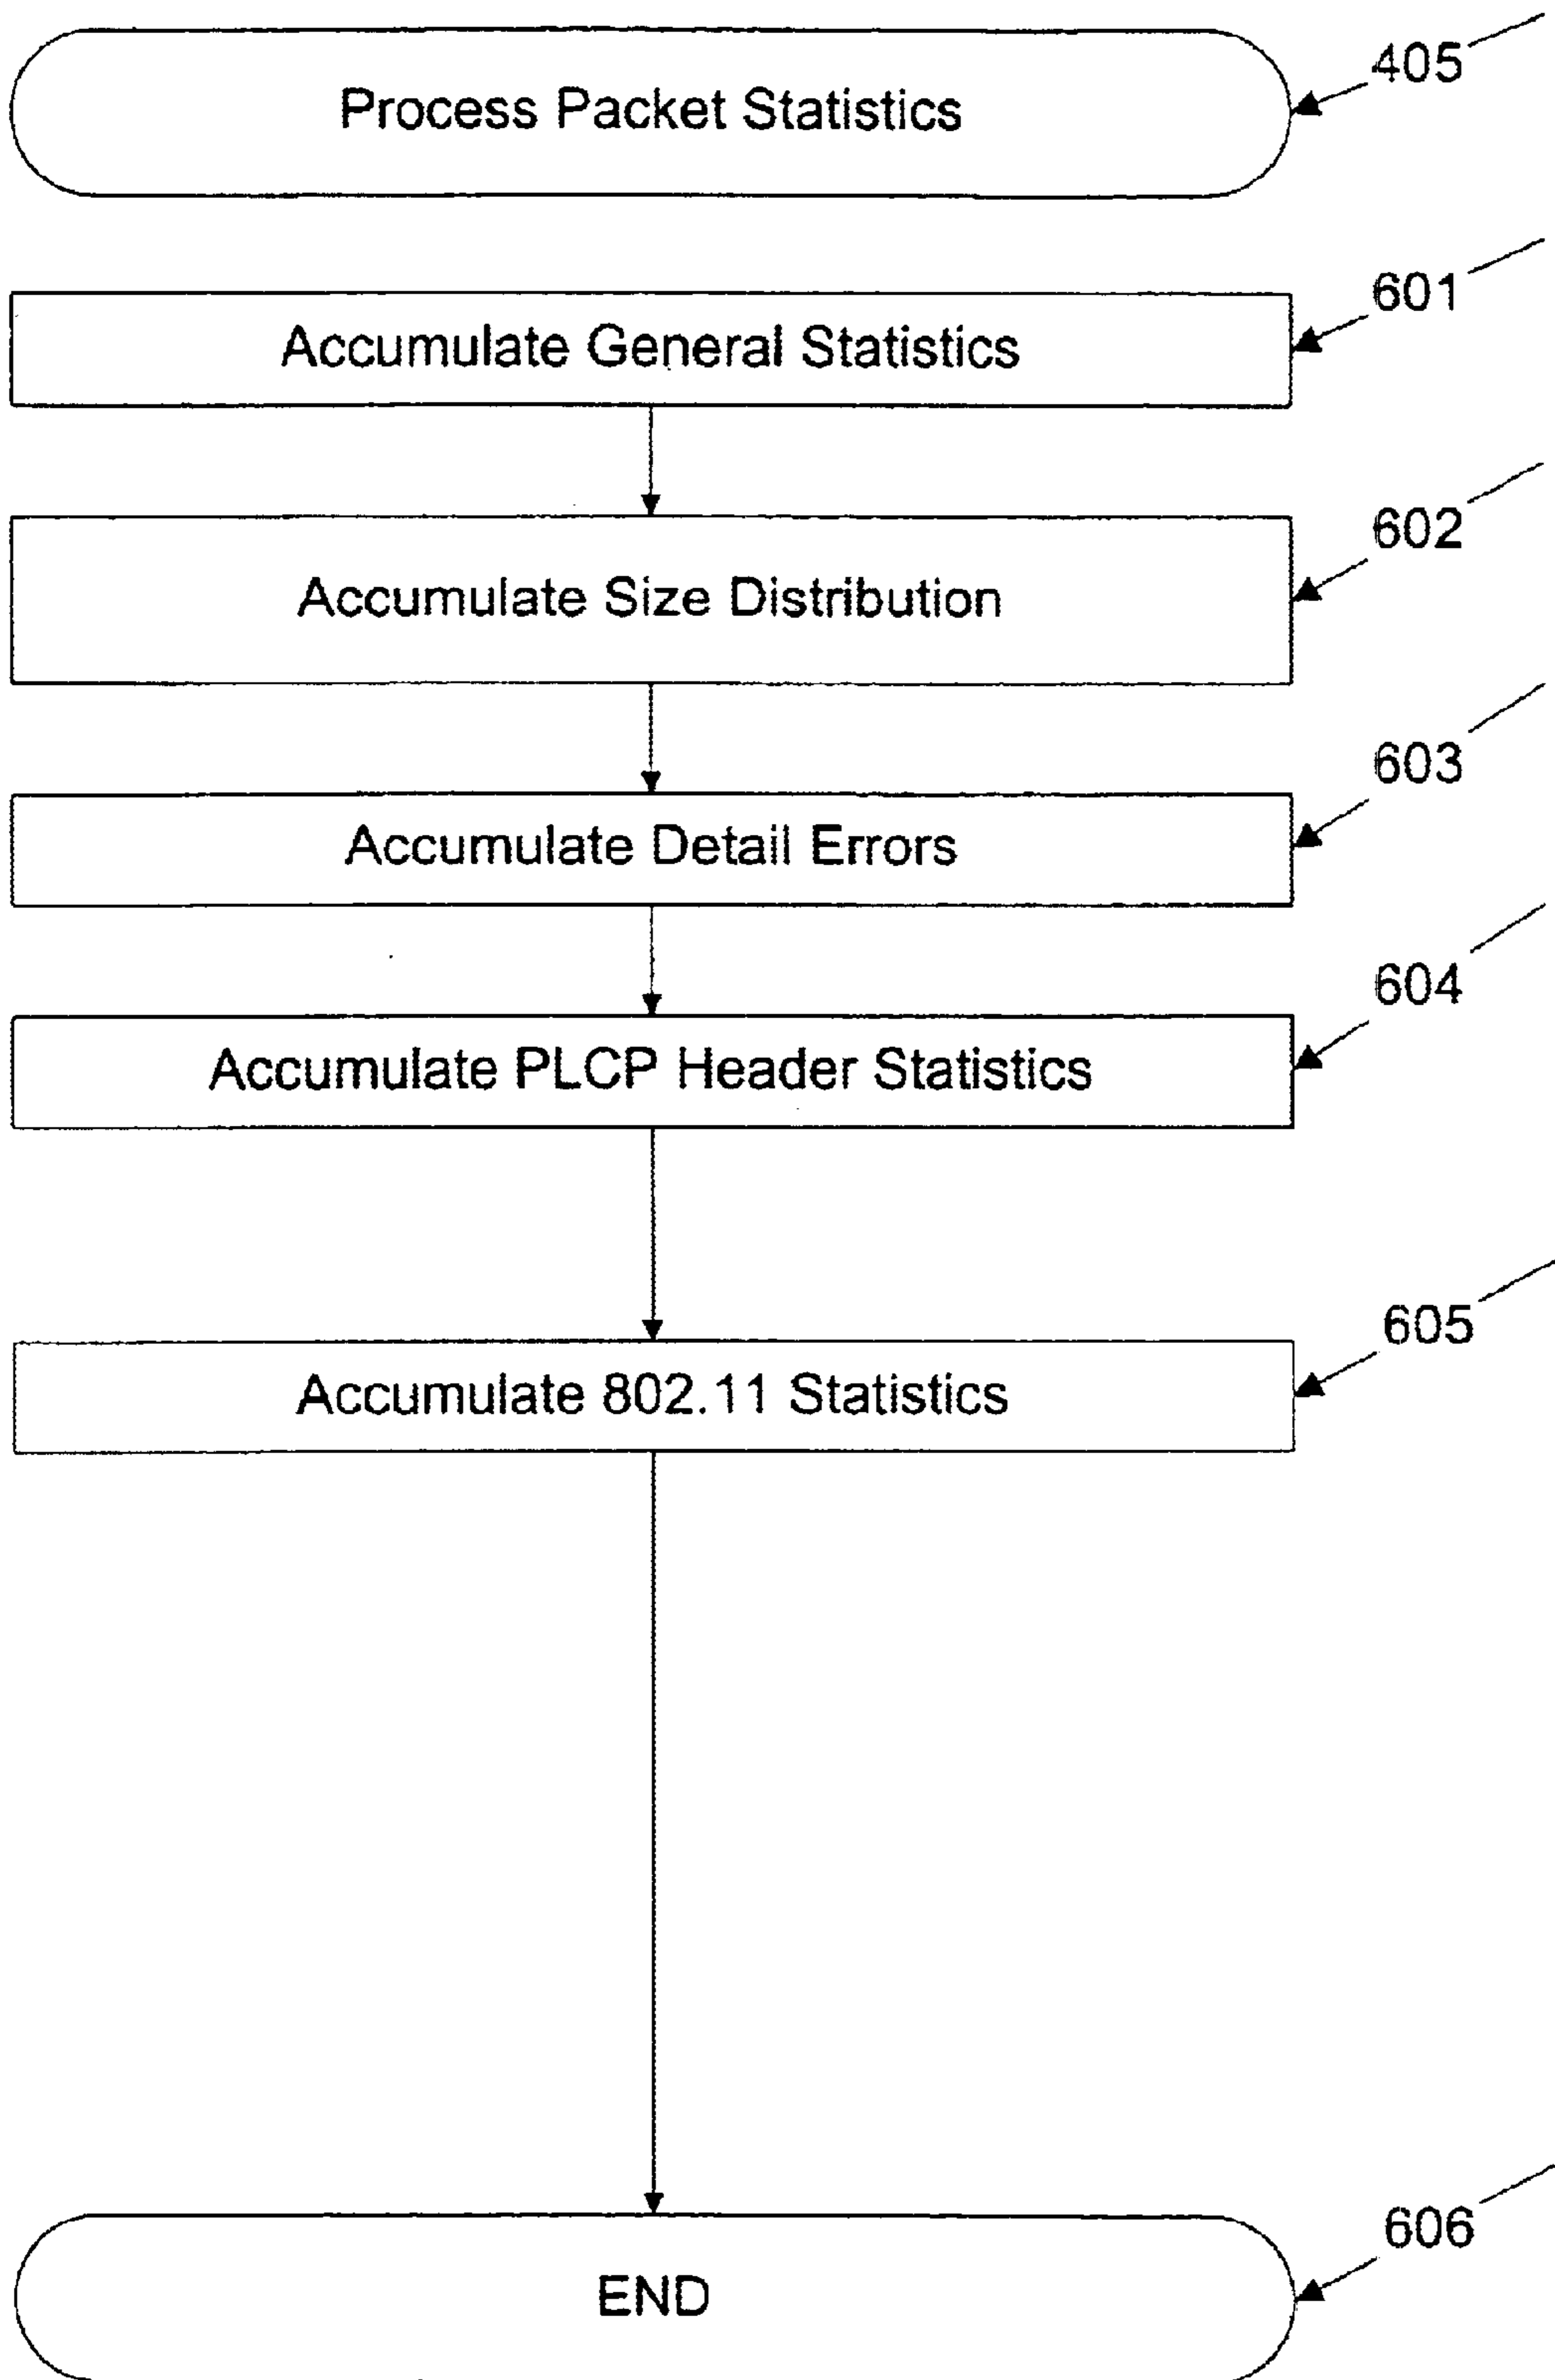 Process Packet Statistics
405
Accumulate General Statistics
601
Accumulate Size Distribution
602
Accumulate Detail Errors
603
Accumulate PLCP Header Statistics
604
Accumulate 802.11 Statistics
605
END
606